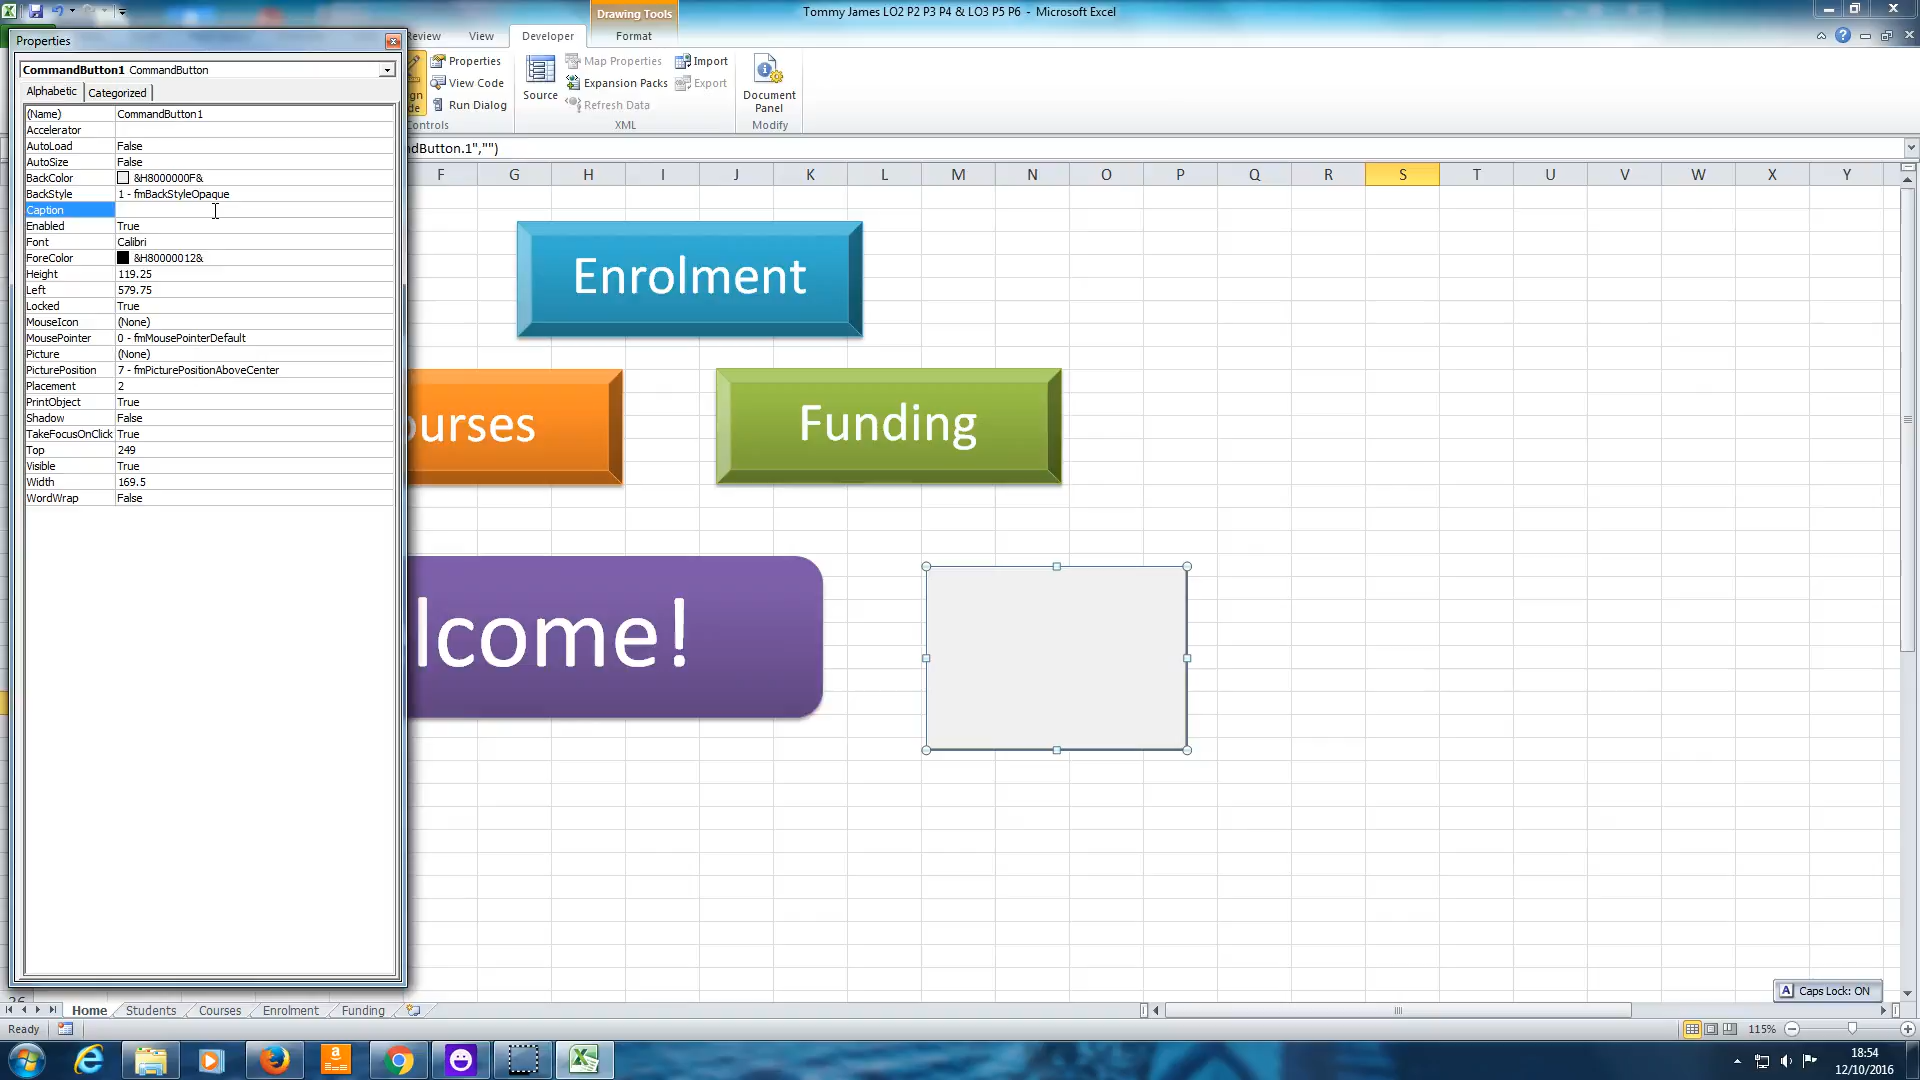 Drawing Tools
Tommy James LO2 P2 P3 P4 & LO3 P5 P6 - Microsoft Excel
Properties
Review
View
Developer
Format
CommandButton1 CommandButton
Alphabetic
Categorized
Properties
View Code
Run Dialog
Controls
Source
Map Properties
Expansion Packs
Refresh Data
Import
Export
XML
Document
Panel
Modify
ndButton.1","")
(Name) CommandButton1
Accelerator
AutoLoad False
AutoSize False
BackColor &H8000000F&
BackStyle 1 - fmBackStyleOpaque
Caption
Enabled True
Font Calibri
ForeColor &H80000012&
Height 119.25
Left 579.75
Locked True
MouseIcon (None)
MousePointer 0 - fmMousePointerDefault
Picture (None)
PicturePosition 7 - fmPicturePositionAboveCenter
Placement 2
PrintObject True
Shadow False
TakeFocusOnClick True
Top 249
Visible True
Width 169.5
WordWrap False
F G H I J K L M N O P Q R S T U V W X Y
Enrolment
ourses
Funding
lcome!
Caps Lock: ON
Home Students Courses Enrolment Funding
Ready
115%
18:54
12/10/2016